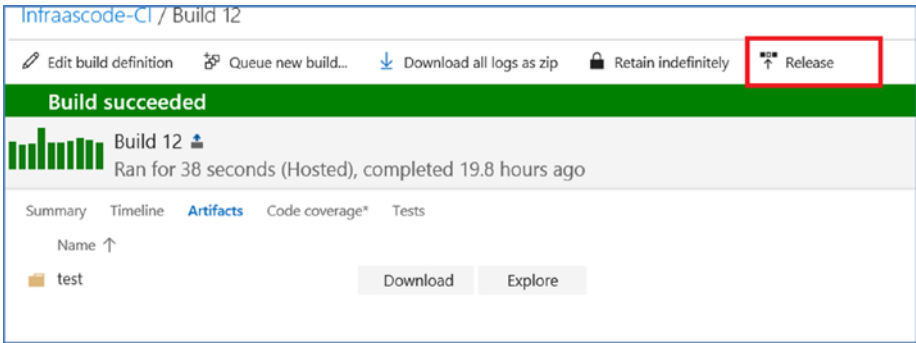 Infraascode-CI / Build 12
Edit build definition Queue new build... Download all logs as zip Retain indefinitely Release
Build succeeded
Build 12
Ran for 38 seconds (Hosted), completed 19.8 hours ago
Summary Timeline Artifacts Code coverage* Tests
Name ↑
test Download Explore